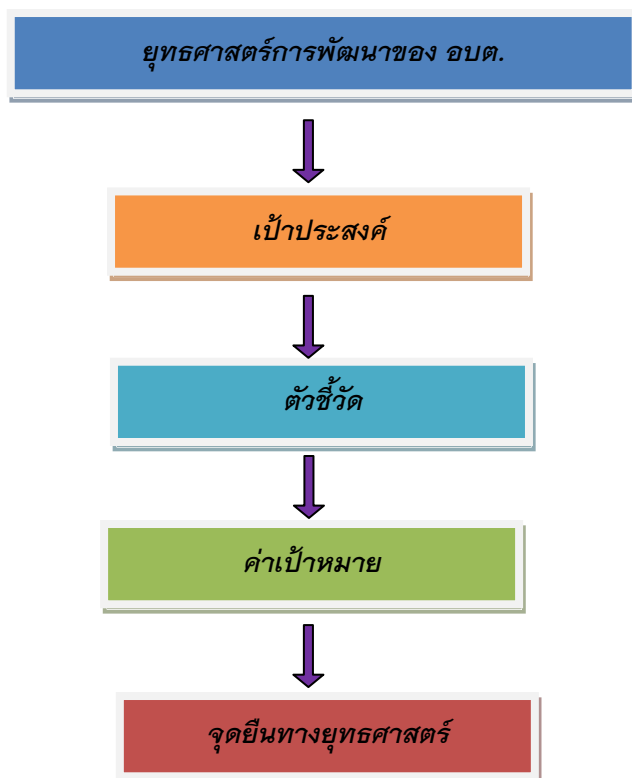 ยุทธศาสตร์การพัฒนาของ อบต.
เป้าประสงค์
ตัวชี้วัด
ค่าเป้าหมาย
จุดยืนทางยุทธศาสตร์